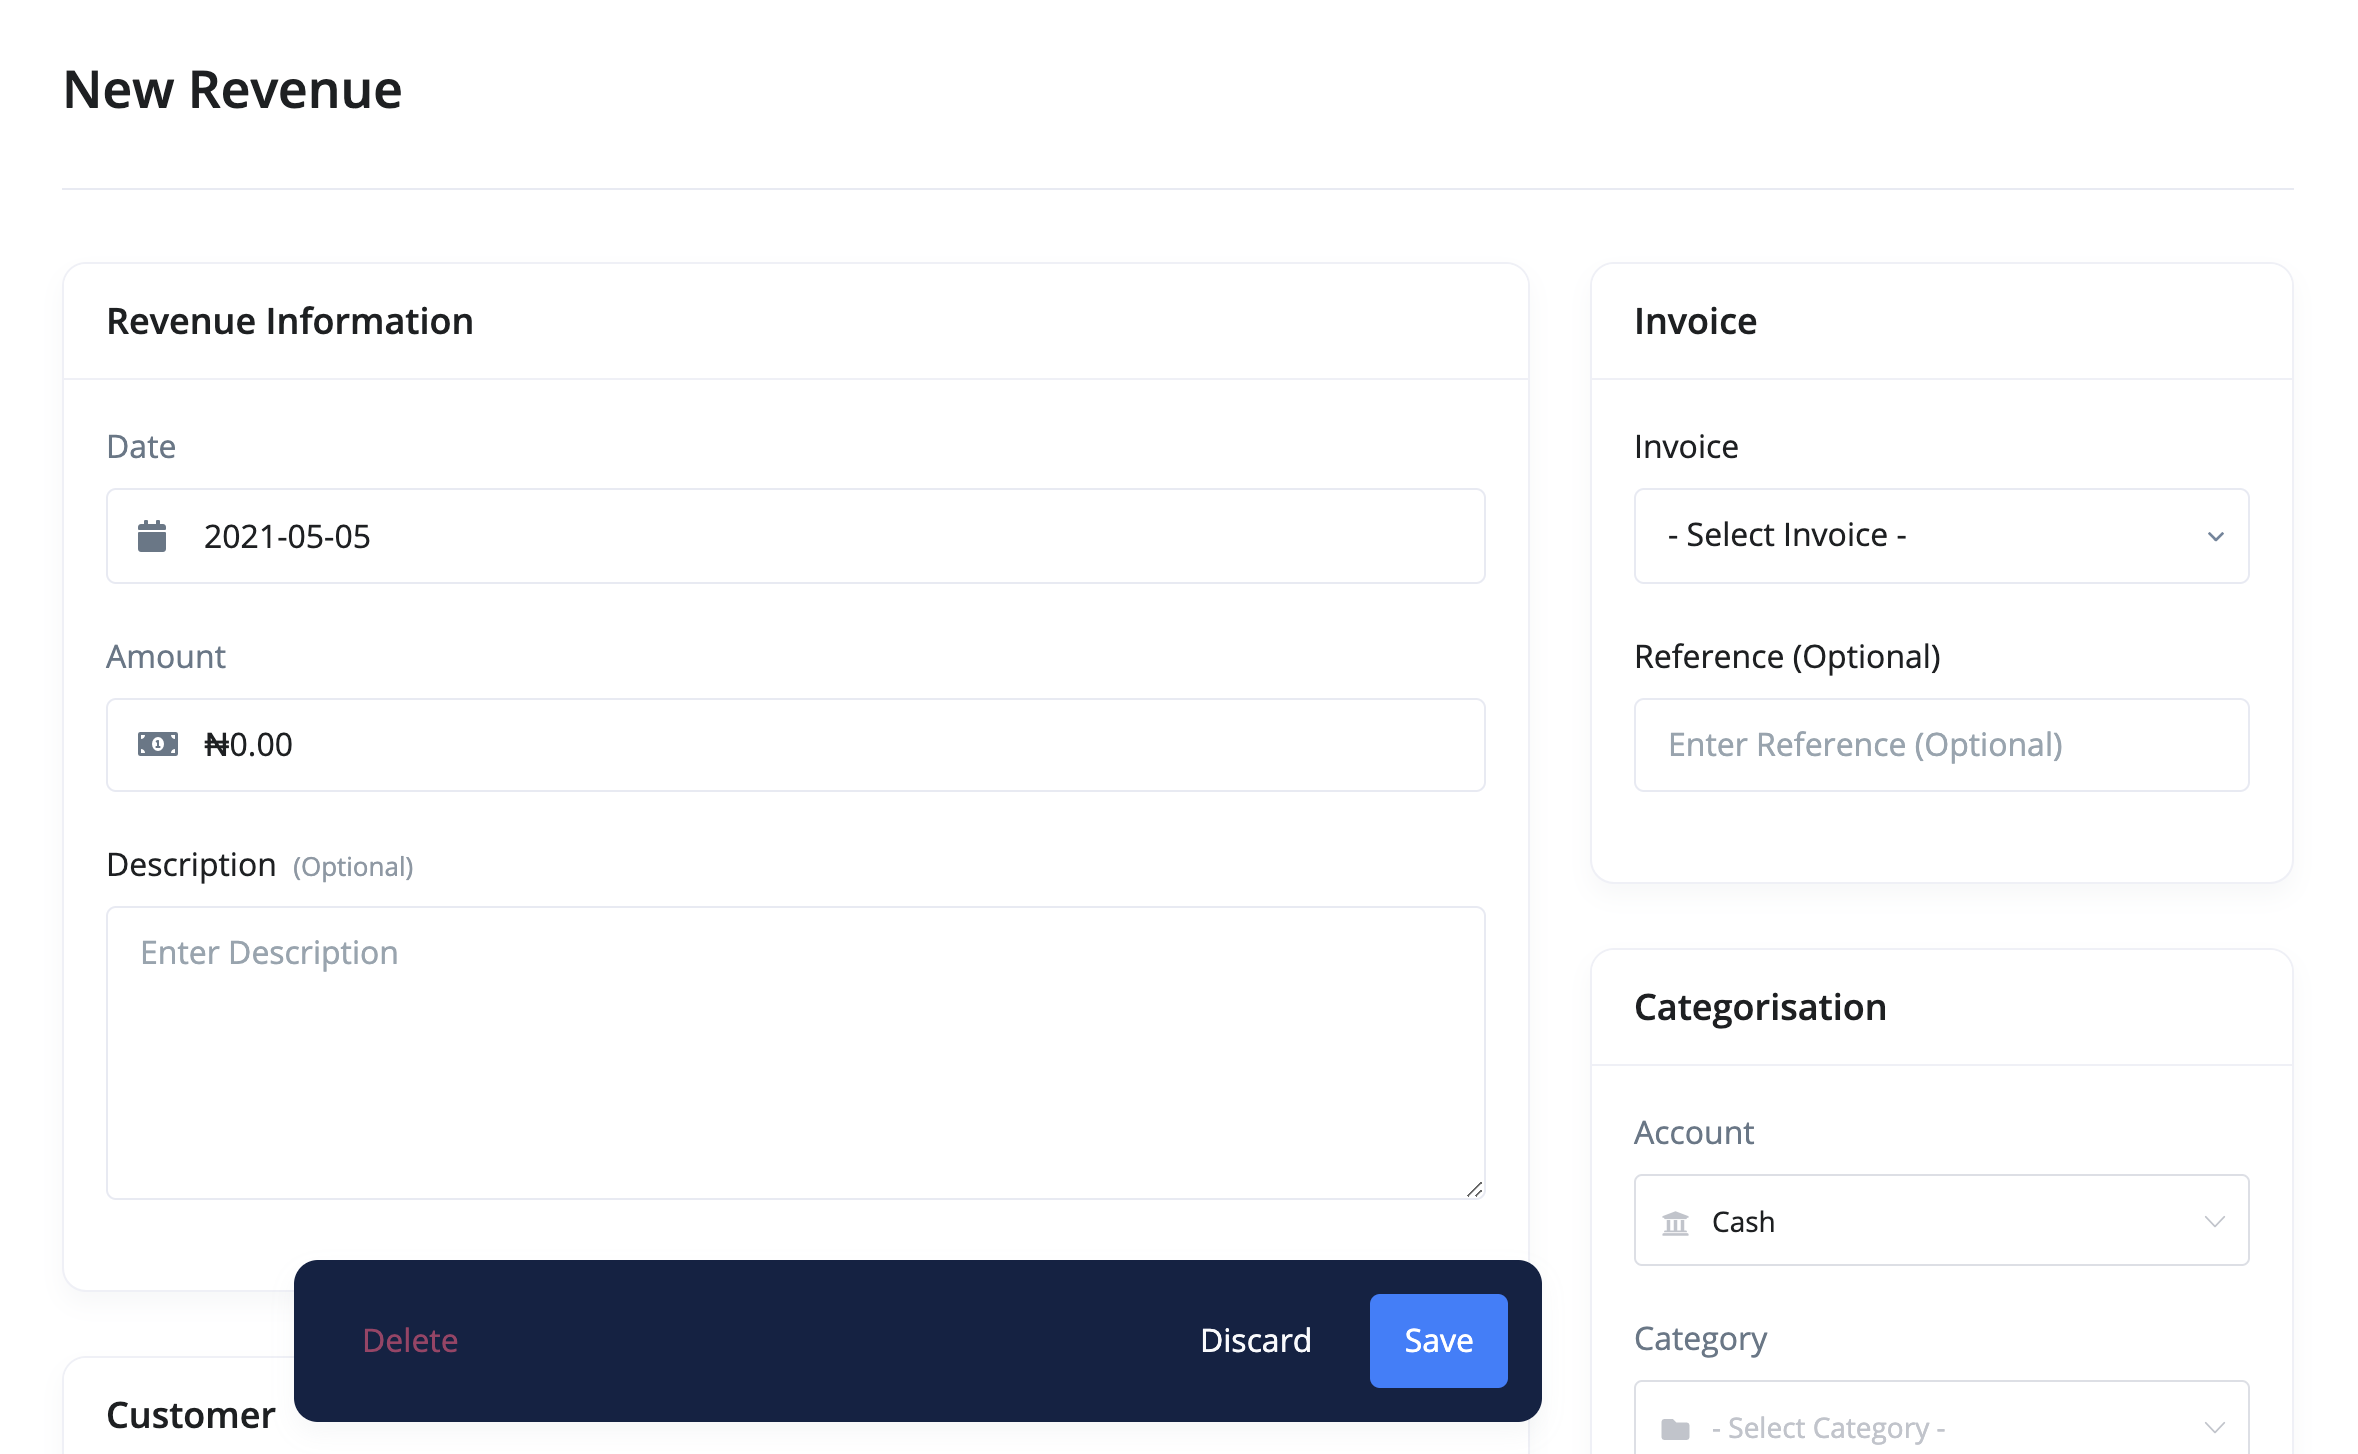 New Revenue
Revenue Information
Date
2021-05-05
Amount
₦0.00
Description (Optional)
Enter Description
Invoice
Invoice
- Select Invoice -
Reference (Optional)
Enter Reference (Optional)
Categorisation
Account
Cash
Category
- Select Category -
Customer
Delete
Discard
Save